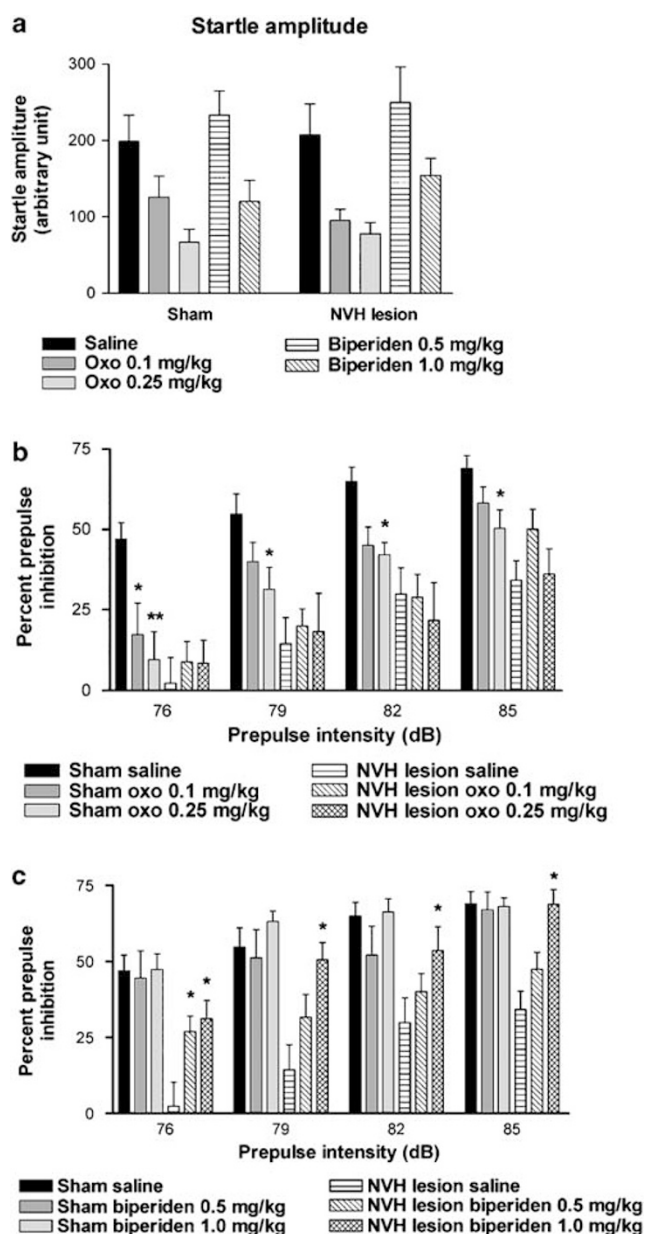 a
Startle amplitude
Startle ampliture
(arbitrary unit)
300
200
100
0
Sham NVH lesion
Saline Biperiden 0.5 mg/kg
Oxo 0.1 mg/kg Biperiden 1.0 mg/kg
Oxo 0.25 mg/kg
b
Percent prepulse
inhibition
75
50
25
0
* ** * * *
76 79 82 85
Prepulse intensity (dB)
Sham saline NVH lesion saline
Sham oxo 0.1 mg/kg NVH lesion oxo 0.1 mg/kg
Sham oxo 0.25 mg/kg NVH lesion oxo 0.25 mg/kg
c
Percent prepulse
inhibition
75
50
25
0
* * * * *
76 79 82 85
Prepulse intensity (dB)
Sham saline NVH lesion saline
Sham biperiden 0.5 mg/kg NVH lesion biperiden 0.5 mg/kg
Sham biperiden 1.0 mg/kg NVH lesion biperiden 1.0 mg/kg